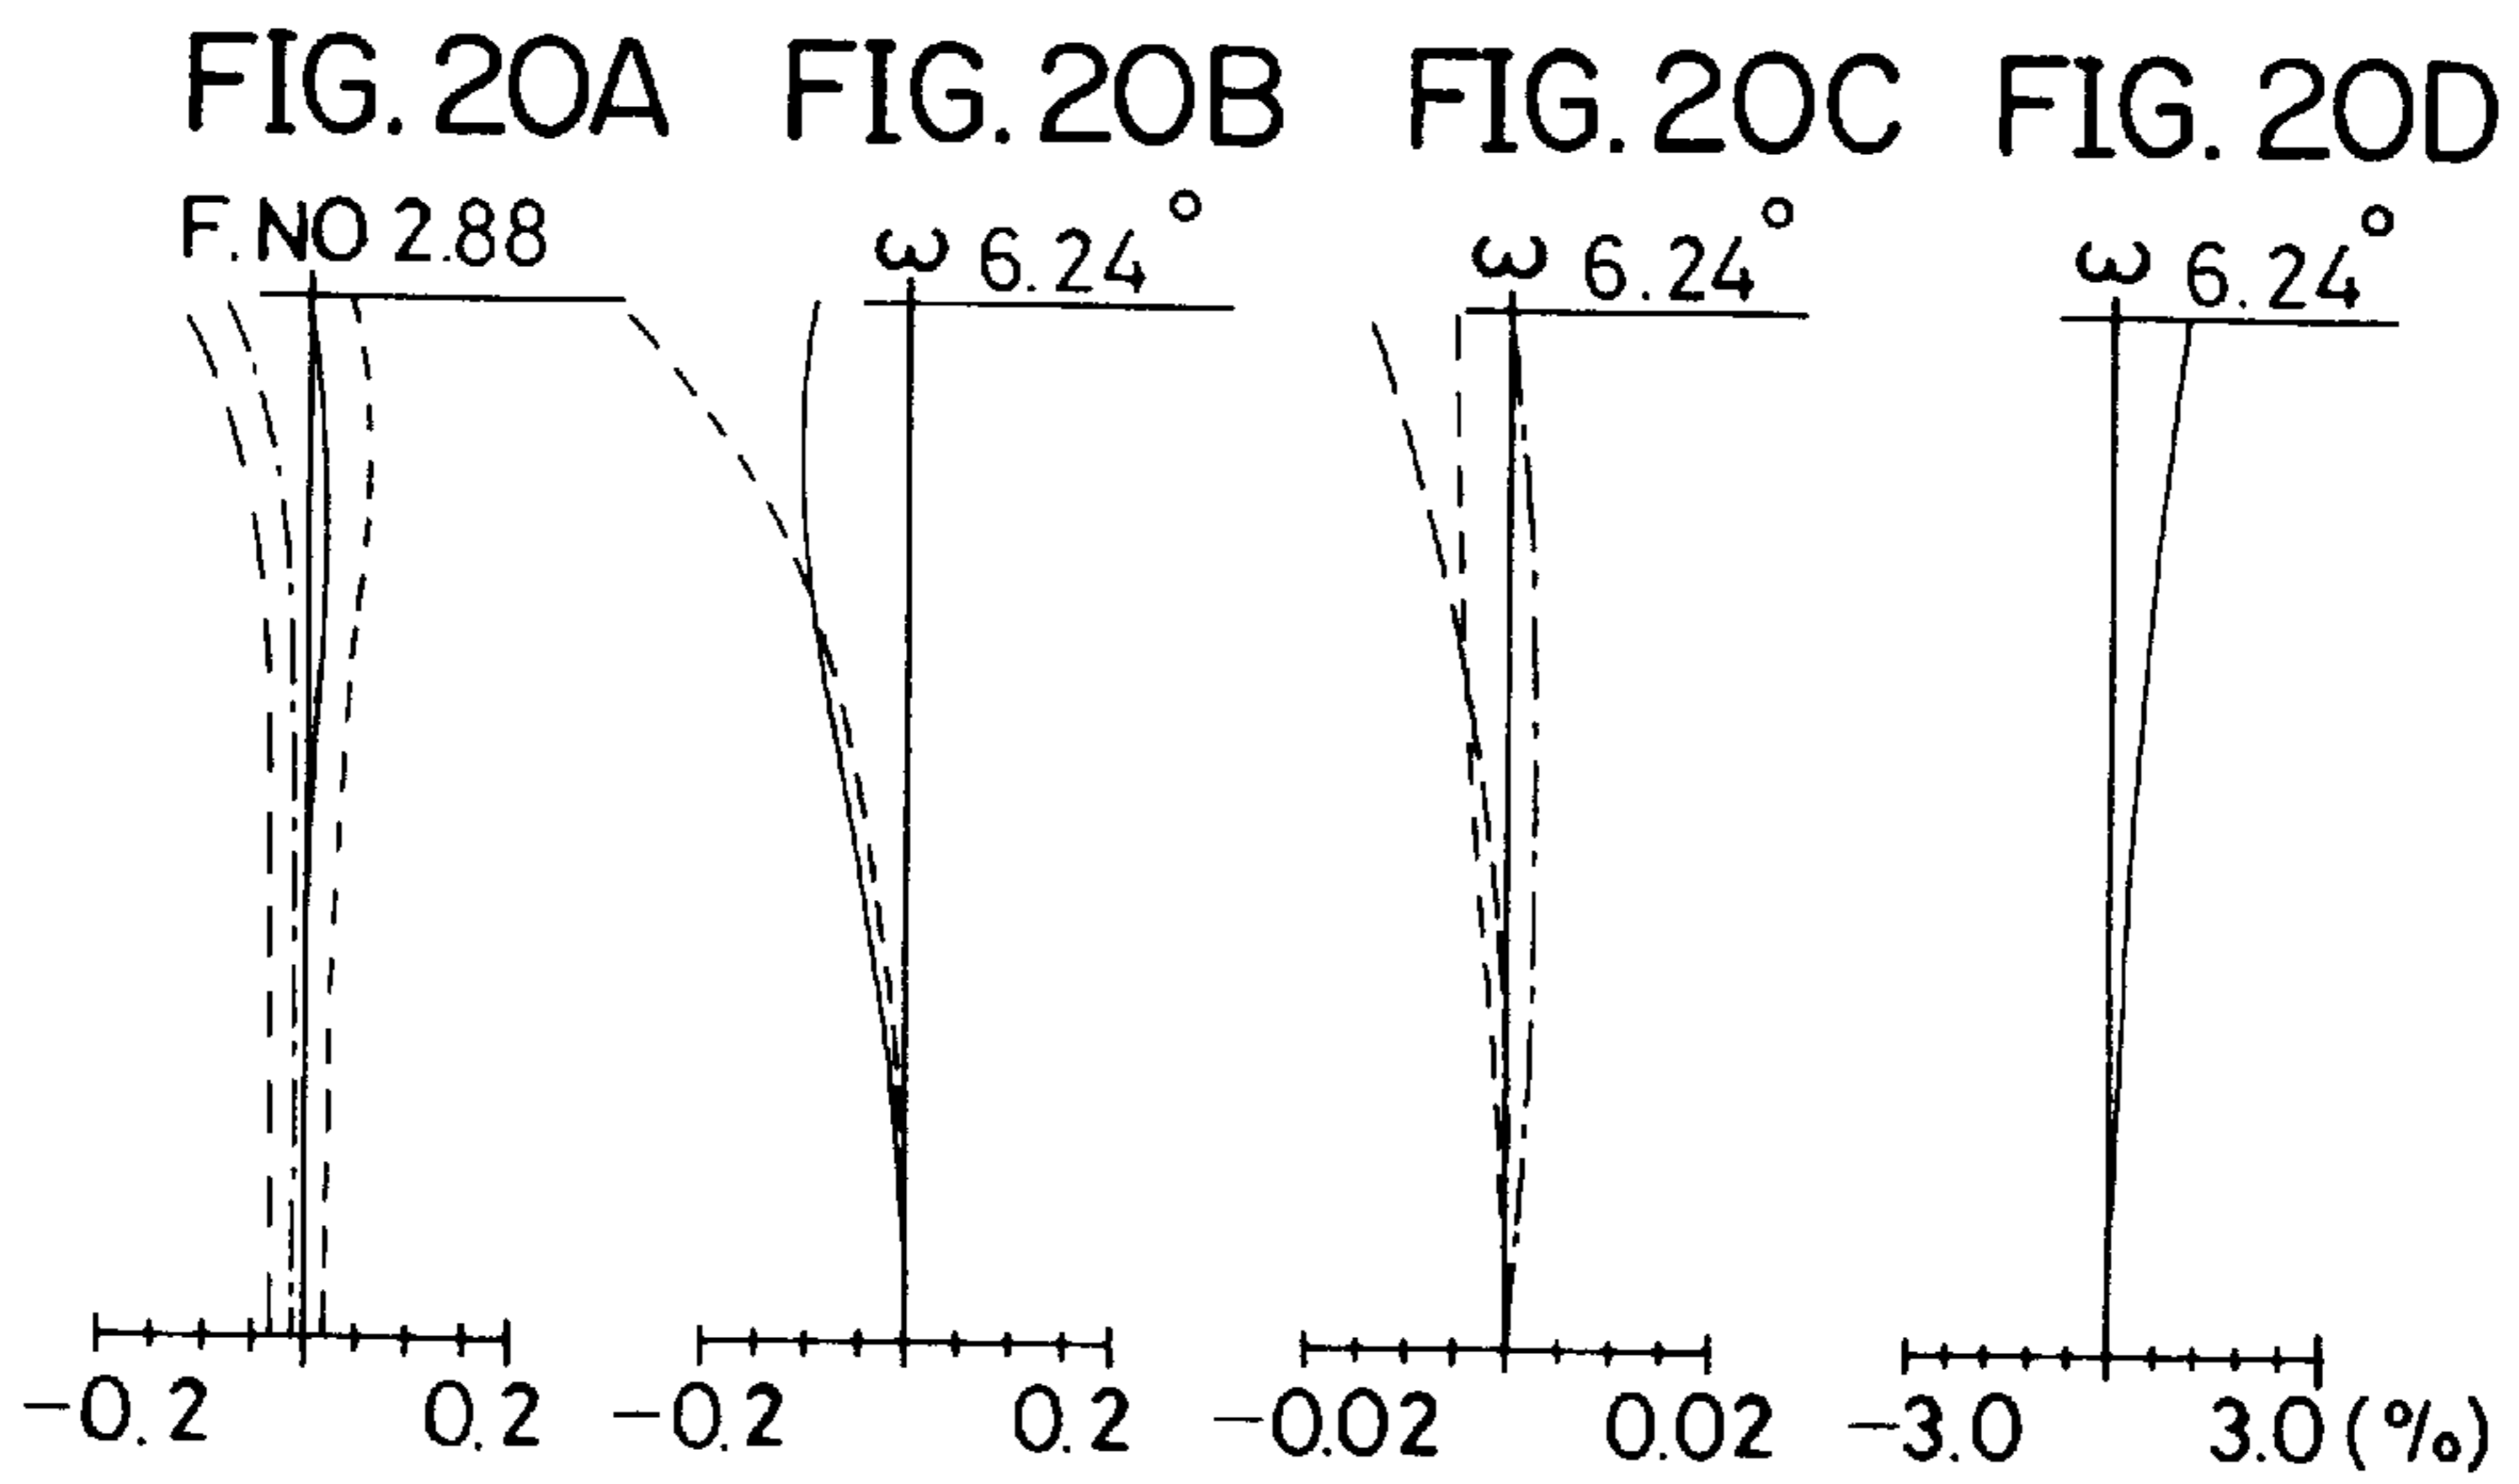 FIG.20A FIG.20B FIG.20C FIG.20D
F.NO 2.88 ω 6.24° ω 6.24° ω 6.24°
-0.2 0.2 -0.2 0.2 -0.02 0.02 -3.0 3.0(%)